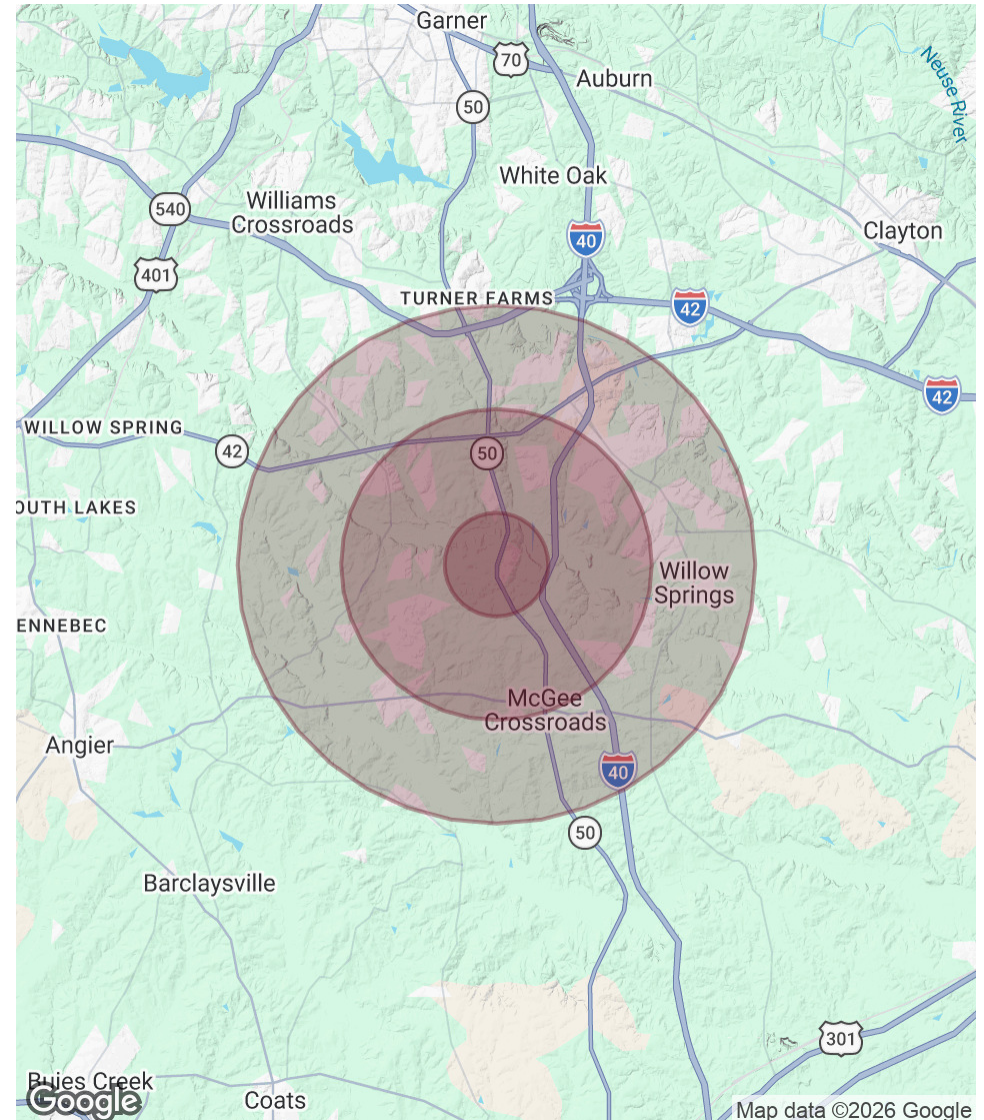 Garner
70
Auburn
50
Neuse River
White Oak
540
Williams
Crossroads
Clayton
40
401
TURNER FARMS
42
42
WILLOW SPRING
42
50
OUTH LAKES
Willow
Springs
ENNEBEC
McGee
Crossroads
Angier
40
50
Barclaysville
301
Buies Creek
Google
Coats
Map data ©2026 Google